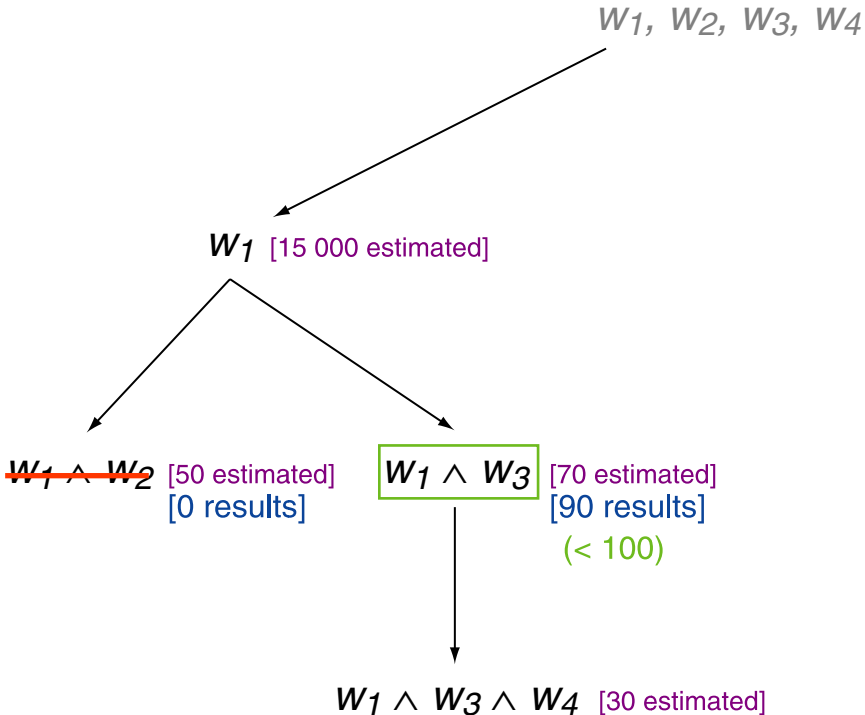 w1, w2, w3, w4
w1 [15 000 estimated]
w1 ∧ w2 [50 estimated]
[0 results]
w1 ∧ w3 [70 estimated]
[90 results]
(< 100)
w1 ∧ w3 ∧ w4 [30 estimated]